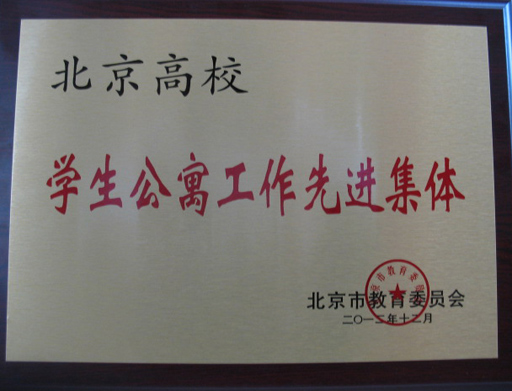 北京高校
学生公寓工作先进集体
北京市教育委员会
二〇一二年十二月